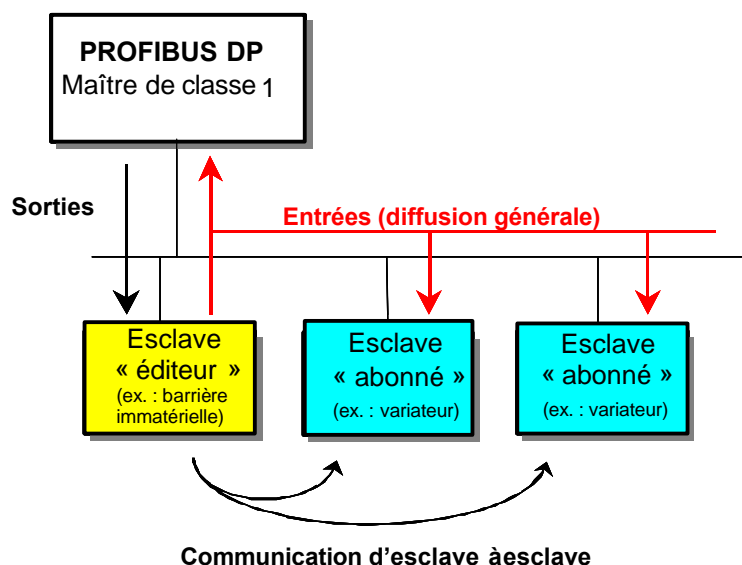 PROFIBUS DP
Maître de classe 1
Sorties
Entrées (diffusion générale)
Esclave
« éditeur »
(ex. : barrière
immatérielle)
Esclave
« abonné »
(ex. : variateur)
Esclave
« abonné »
(ex. : variateur)
Communication d'esclave àesclave